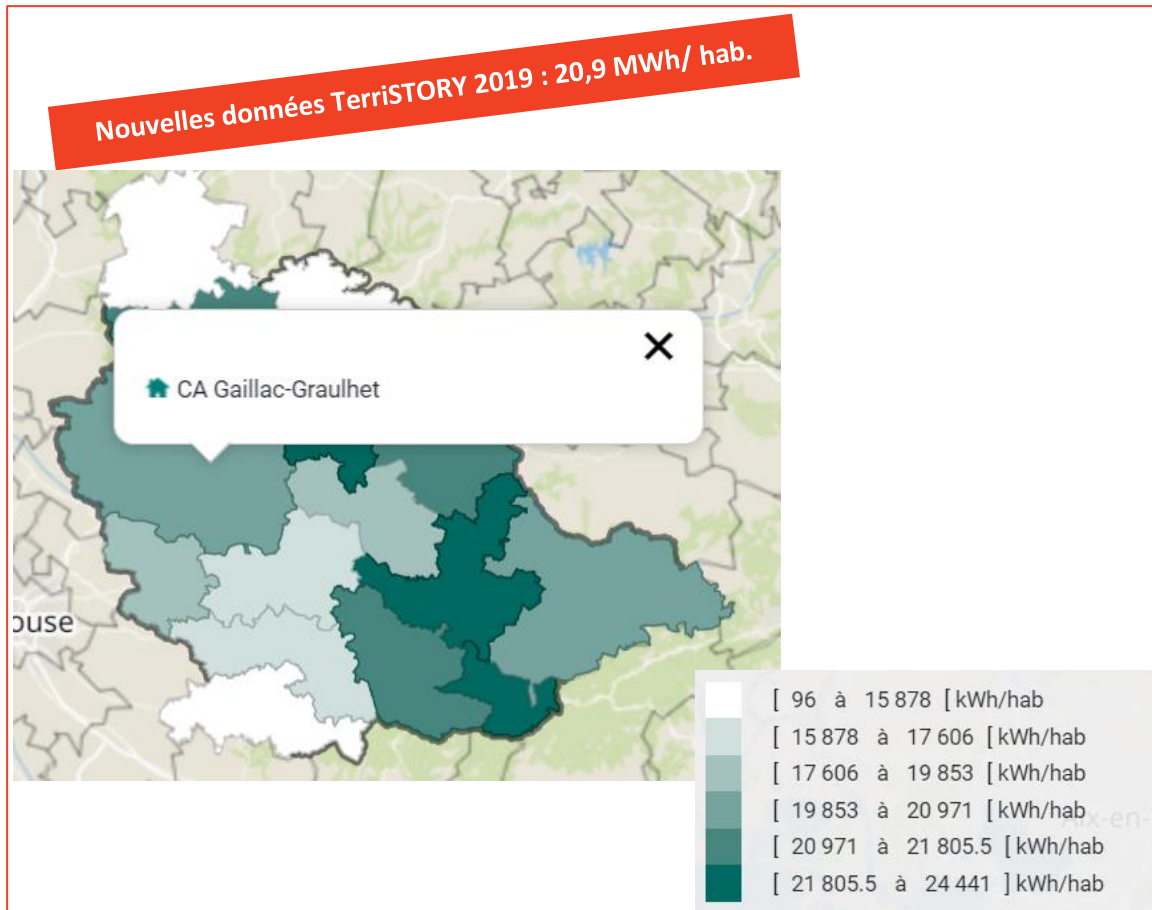 Nouvelles données TerriSTORY 2019 : 20,9 MWh/ hab.
CA Gaillac-Graulhet
ouse
[ 96 à 15 878 [ kWh/hab
[ 15 878 à 17 606 [ kWh/hab
[ 17 606 à 19 853 [ kWh/hab
[ 19 853 à 20 971 [ kWh/hab
Aix-en-
[ 20 971 à 21 805.5 [ kWh/hab
[ 21 805.5 à 24 441 ] kWh/hab